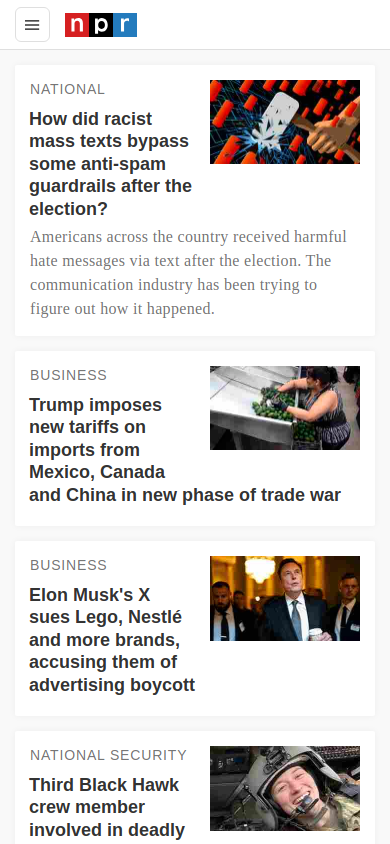 npr
NATIONAL
How did racist
mass texts bypass
some anti-spam
guardrails after the
election?
Americans across the country received harmful
hate messages via text after the election. The
communication industry has been trying to
figure out how it happened.
BUSINESS
Trump imposes
new tariffs on
imports from
Mexico, Canada
and China in new phase of trade war
BUSINESS
Elon Musk's X
sues Lego, Nestlé
and more brands,
accusing them of
advertising boycott
NATIONAL SECURITY
Third Black Hawk
crew member
involved in deadly